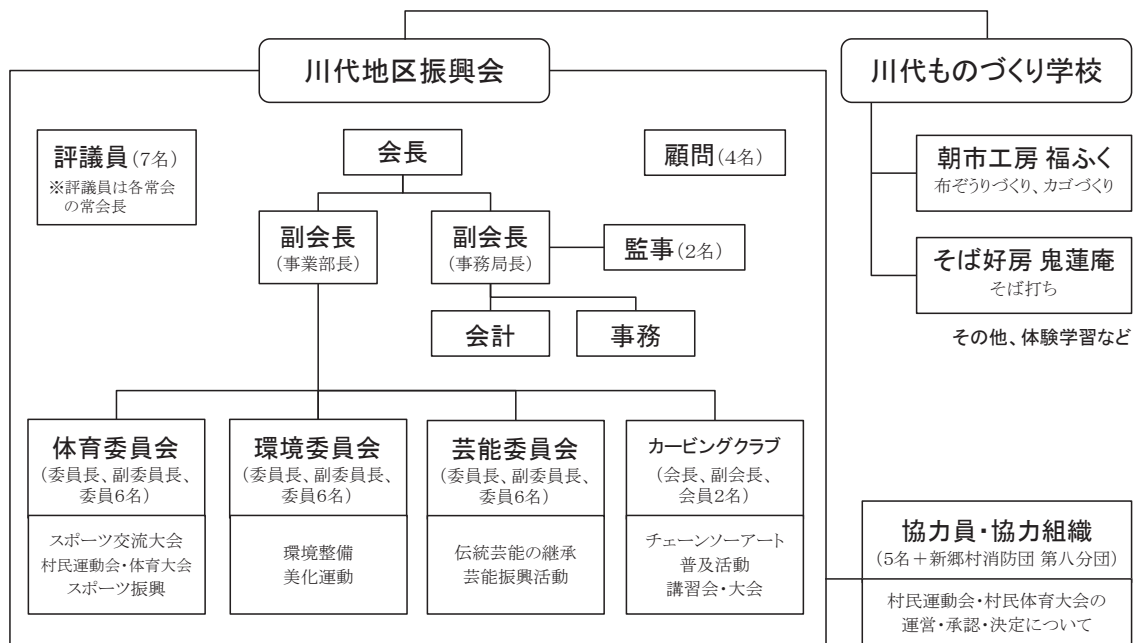 川代地区振興会
川代ものづくり学校
評議員(7名)
※評議員は各常会
の常会長
会長
顧問(4名)
副会長
(事業部長)
副会長
(事務局長)
監事(2名)
会計
事務
体育委員会
(委員長、副委員長、
委員6名)
スポーツ交流大会
村民運動会・体育大会
スポーツ振興
環境委員会
(委員長、副委員長、
委員6名)
環境整備
美化運動
芸能委員会
(委員長、副委員長、
委員6名)
伝統芸能の継承
芸能振興活動
カービングクラブ
(会長、副会長、
会員2名)
チェーンソーアート
普及活動
講習会・大会
朝市工房 福ふく
布ぞうりづくり、カゴづくり
そば好房 鬼蓮庵
そば打ち
その他、体験学習など
協力員・協力組織
(5名+新郷村消防団 第八分団)
村民運動会・村民体育大会の
運営・承認・決定について